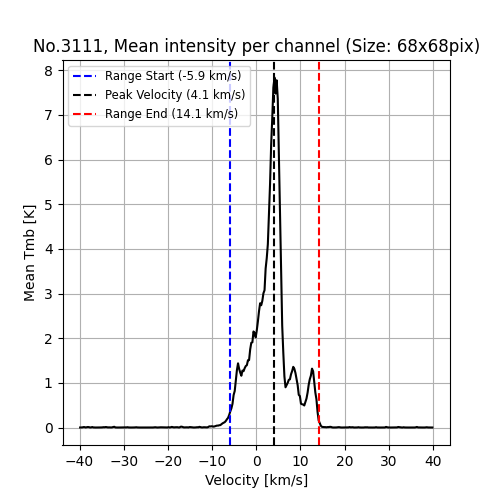 No.3111, Mean intensity per channel (Size: 68x68pix)
Range Start (-5.9 km/s)
Peak Velocity (4.1 km/s)
Range End (14.1 km/s)
Mean Tmb [K]
8
7
6
5
4
3
2
1
0
−40 −30 −20 −10 0 10 20 30 40
Velocity [km/s]